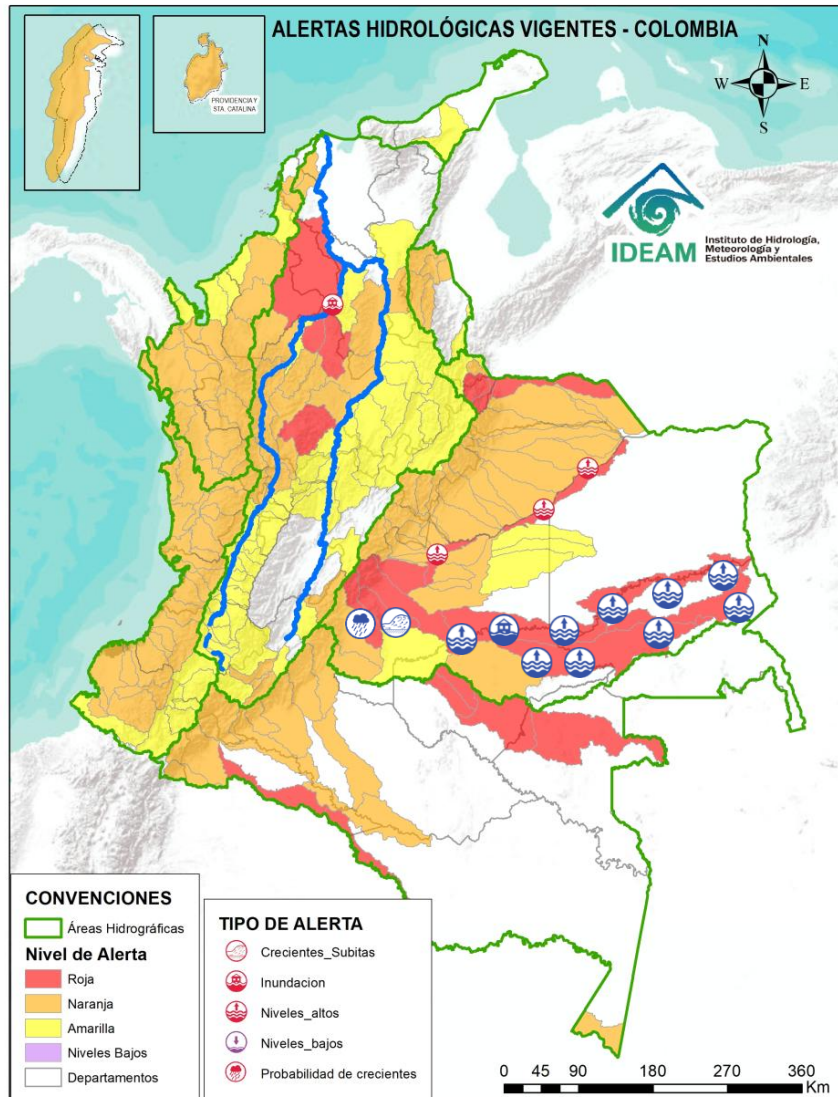 ALERTAS HIDROLÓGICAS VIGENTES - COLOMBIA
PROVIDENCIA Y
STA. CATALINA
N
W
E
S
IDEAM
Instituto de Hidrología,
Meteorología y
Estudios Ambientales
CONVENCIONES
Áreas Hidrográficas
Nivel de Alerta
Roja
Naranja
Amarilla
Niveles Bajos
Departamentos
TIPO DE ALERTA
Crecientes_Subitas
Inundacion
Niveles_altos
Niveles_bajos
Probabilidad de crecientes
0 45 90 180 270 360
Km